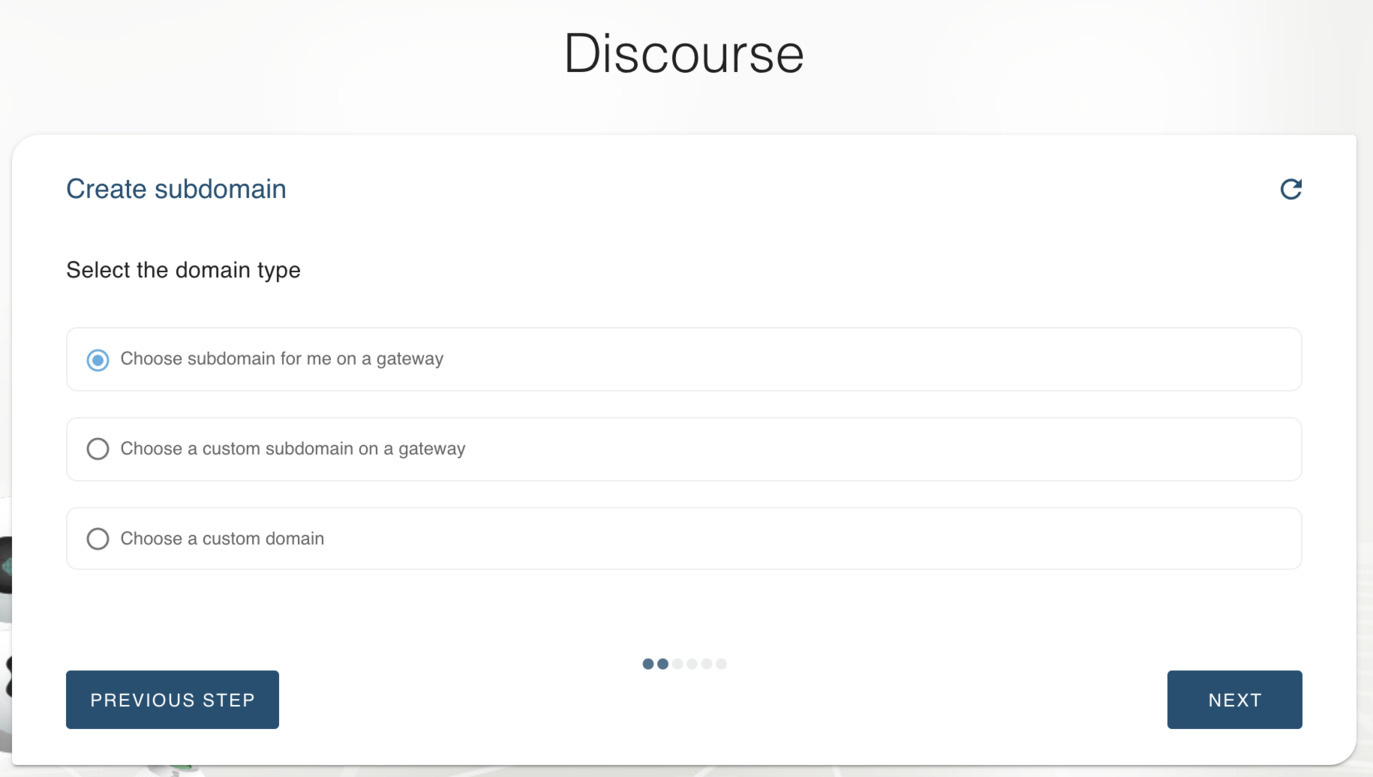 Discourse
Create subdomain
Select the domain type
Choose subdomain for me on a gateway
Choose a custom subdomain on a gateway
Choose a custom domain
PREVIOUS STEP
NEXT